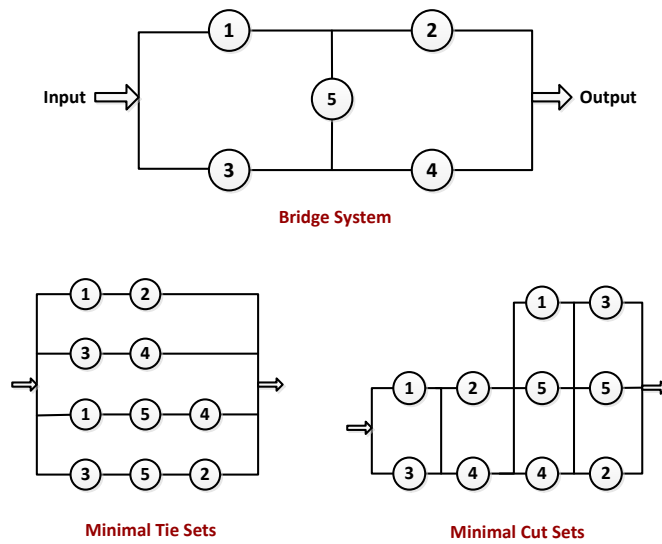 1 2
Input 5 Output
3 4
Bridge System
1 2
3 4
1 5 4
3 5 2
Minimal Tie Sets
1 3
1 2 5 5
3 4 4 2
Minimal Cut Sets